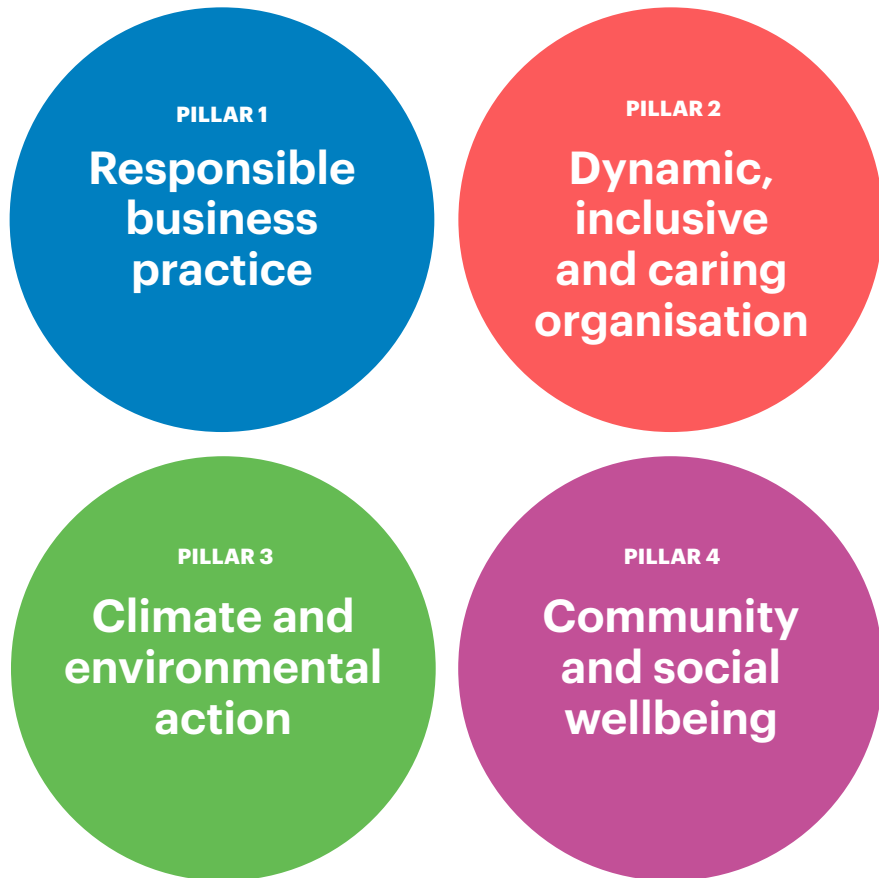 PILLAR 1
Responsible
business
practice
PILLAR 2
Dynamic,
inclusive
and caring
organisation
PILLAR 3
Climate and
environmental
action
PILLAR 4
Community
and social
wellbeing